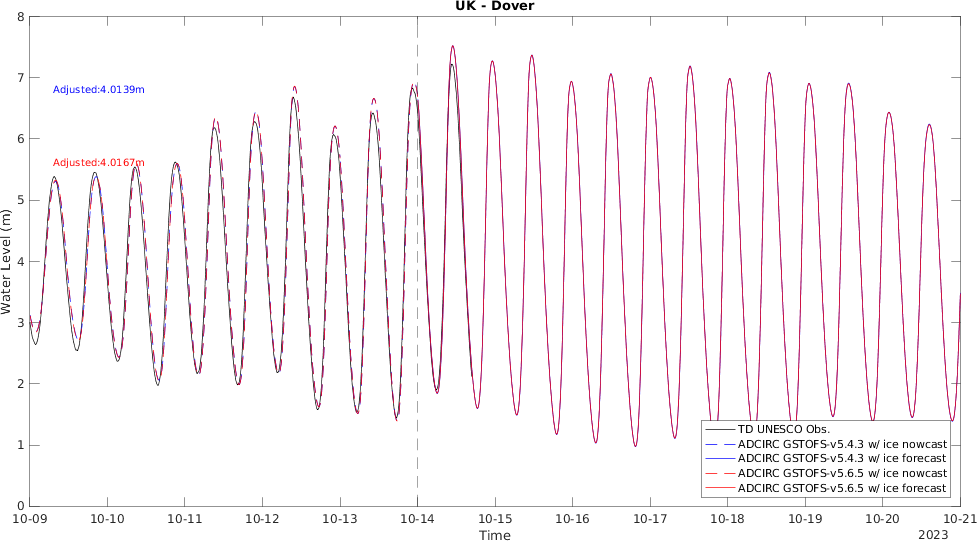 UK - Dover
8
7
6
5
4
3
2
1
0
Water Level (m)
Adjusted:4.0139m
Adjusted:4.0167m
TD UNESCO Obs.
ADCIRC GSTOFS-v5.4.3 w/ ice nowcast
ADCIRC GSTOFS-v5.4.3 w/ ice forecast
ADCIRC GSTOFS-v5.6.5 w/ ice nowcast
ADCIRC GSTOFS-v5.6.5 w/ ice forecast
10-09 10-10 10-11 10-12 10-13 10-14 10-15 10-16 10-17 10-18 10-19 10-20 10-21
Time
2023